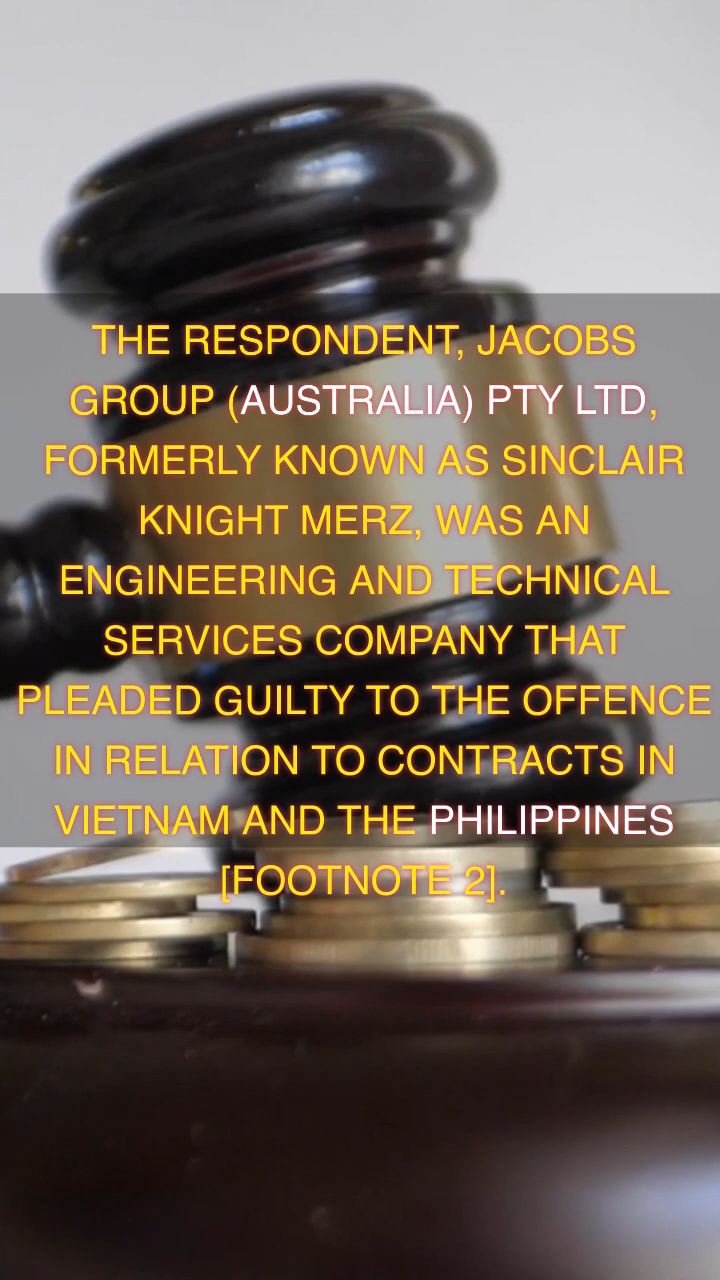 THE RESPONDENT, JACOBS
GROUP (AUSTRALIA) PTY LTD,
FORMERLY KNOWN AS SINCLAIR
KNIGHT MERZ, WAS AN
ENGINEERING AND TECHNICAL
SERVICES COMPANY THAT
PLEADED GUILTY TO THE OFFENCE
IN RELATION TO CONTRACTS IN
VIETNAM AND THE PHILIPPINES
[FOOTNOTE 2].